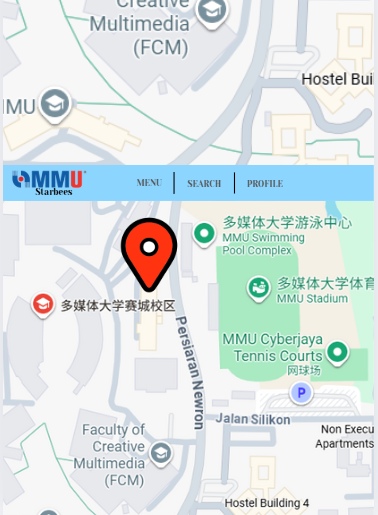 Creative
Multimedia
(FCM)
Hostel Buil
MU
MMU
Starbees
MENU
SEARCH
PROFILE
多媒体大学游泳中心
MMU Swimming
Pool Complex
多媒体大学体育
MMU Stadium
多媒体大学赛城校区
Persiaran Newron
MMU Cyberjaya
Tennis Courts
网球场
P
Jalan Silikon
Faculty of
Creative
Multimedia
(FCM)
Non Execu
Apartments
Hostel Building 4